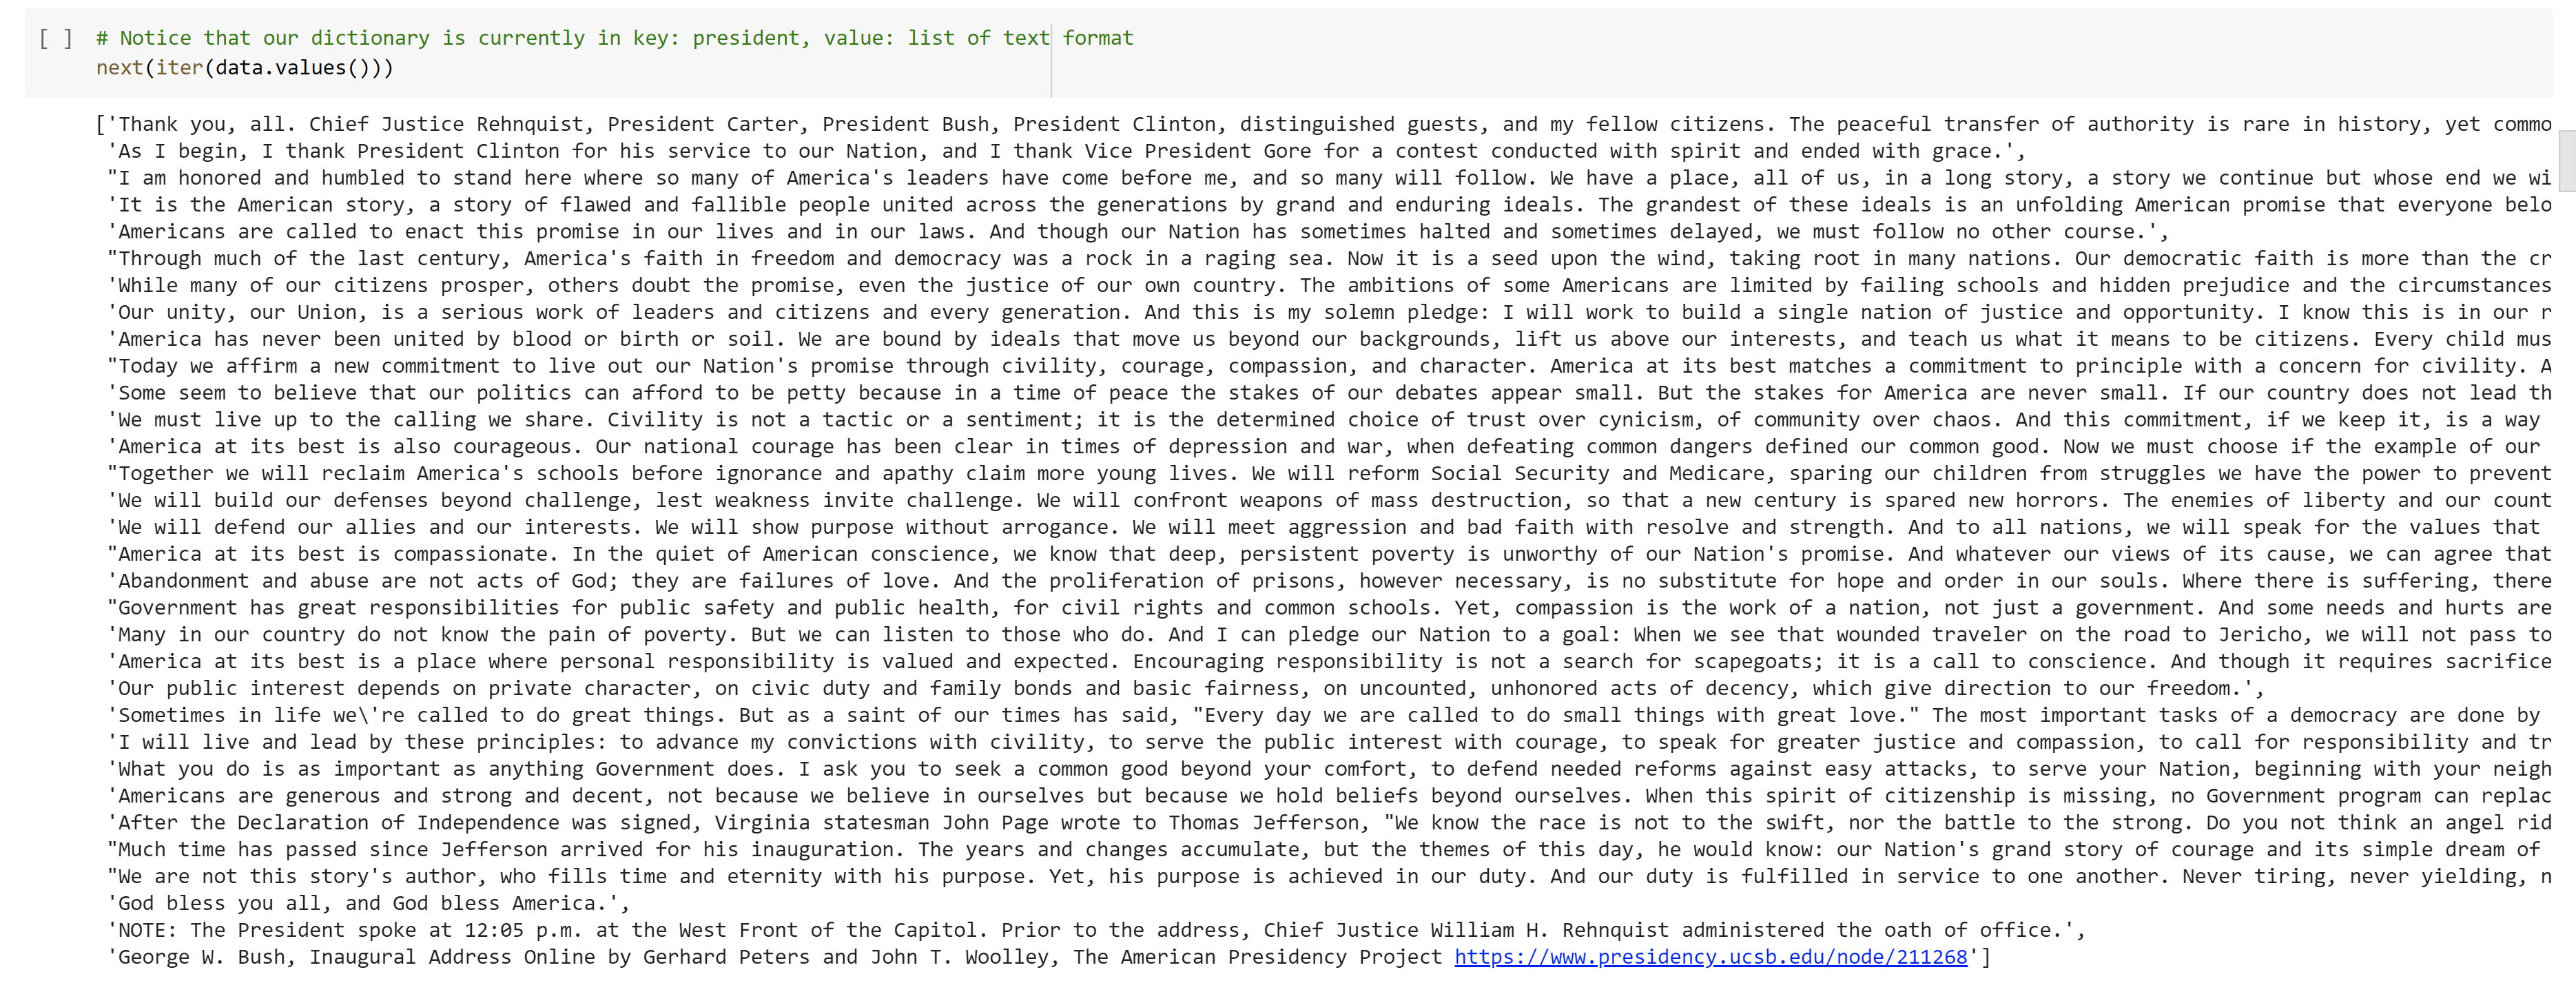 [ ] # Notice that our dictionary is currently in key: president, value: list of text format
next(iter(data.values()))
['Thank you, all. Chief Justice Rehnquist, President Carter, President Bush, President Clinton, distinguished guests, and my fellow citizens. The peaceful transfer of authority is rare in history, yet commo
'As I begin, I thank President Clinton for his service to our Nation, and I thank Vice President Gore for a contest conducted with spirit and ended with grace.',
"I am honored and humbled to stand here where so many of America's leaders have come before me, and so many will follow. We have a place, all of us, in a long story, a story we continue but whose end we wi
'It is the American story, a story of flawed and fallible people united across the generations by grand and enduring ideals. The grandest of these ideals is an unfolding American promise that everyone belo
'Americans are called to enact this promise in our lives and in our laws. And though our Nation has sometimes halted and sometimes delayed, we must follow no other course.',
"Through much of the last century, America's faith in freedom and democracy was a rock in a raging sea. Now it is a seed upon the wind, taking root in many nations. Our democratic faith is more than the cr
'While many of our citizens prosper, others doubt the promise, even the justice of our own country. The ambitions of some Americans are limited by failing schools and hidden prejudice and the circumstances
'Our unity, our Union, is a serious work of leaders and citizens and every generation. And this is my solemn pledge: I will work to build a single nation of justice and opportunity. I know this is in our r
'America has never been united by blood or birth or soil. We are bound by ideals that move us beyond our backgrounds, lift us above our interests, and teach us what it means to be citizens. Every child mus
"Today we affirm a new commitment to live out our Nation's promise through civility, courage, compassion, and character. America at its best matches a commitment to principle with a concern for civility. A
'Some seem to believe that our politics can afford to be petty because in a time of peace the stakes of our debates appear small. But the stakes for America are never small. If our country does not lead th
'We must live up to the calling we share. Civility is not a tactic or a sentiment; it is the determined choice of trust over cynicism, of community over chaos. And this commitment, if we keep it, is a way
'America at its best is also courageous. Our national courage has been clear in times of depression and war, when defeating common dangers defined our common good. Now we must choose if the example of our
"Together we will reclaim America's schools before ignorance and apathy claim more young lives. We will reform Social Security and Medicare, sparing our children from struggles we have the power to prevent
'We will build our defenses beyond challenge, lest weakness invite challenge. We will confront weapons of mass destruction, so that a new century is spared new horrors. The enemies of liberty and our count
'We will defend our allies and our interests. We will show purpose without arrogance. We will meet aggression and bad faith with resolve and strength. And to all nations, we will speak for the values that
"America at its best is compassionate. In the quiet of American conscience, we know that deep, persistent poverty is unworthy of our Nation's promise. And whatever our views of its cause, we can agree that
'Abandonment and abuse are not acts of God; they are failures of love. And the proliferation of prisons, however necessary, is no substitute for hope and order in our souls. Where there is suffering, there
"Government has great responsibilities for public safety and public health, for civil rights and common schools. Yet, compassion is the work of a nation, not just a government. And some needs and hurts are
'Many in our country do not know the pain of poverty. But we can listen to those who do. And I can pledge our Nation to a goal: When we see that wounded traveler on the road to Jericho, we will not pass to
'America at its best is a place where personal responsibility is valued and expected. Encouraging responsibility is not a search for scapegoats; it is a call to conscience. And though it requires sacrifice
'Our public interest depends on private character, on civic duty and family bonds and basic fairness, on uncounted, unhonored acts of decency, which give direction to our freedom.',
'Sometimes in life we\'re called to do great things. But as a saint of our times has said, "Every day we are called to do small things with great love." The most important tasks of a democracy are done by
'I will live and lead by these principles: to advance my convictions with civility, to serve the public interest with courage, to speak for greater justice and compassion, to call for responsibility and tr
'What you do is as important as anything Government does. I ask you to seek a common good beyond your comfort, to defend needed reforms against easy attacks, to serve your Nation, beginning with your neigh
'Americans are generous and strong and decent, not because we believe in ourselves but because we hold beliefs beyond ourselves. When this spirit of citizenship is missing, no Government program can replac
'After the Declaration of Independence was signed, Virginia statesman John Page wrote to Thomas Jefferson, "We know the race is not to the swift, nor the battle to the strong. Do you not think an angel rid
"Much time has passed since Jefferson arrived for his inauguration. The years and changes accumulate, but the themes of this day, he would know: our Nation's grand story of courage and its simple dream of
"We are not this story's author, who fills time and eternity with his purpose. Yet, his purpose is achieved in our duty. And our duty is fulfilled in service to one another. Never tiring, never yielding, n
'God bless you all, and God bless America.',
'NOTE: The President spoke at 12:05 p.m. at the West Front of the Capitol. Prior to the address, Chief Justice William H. Rehnquist administered the oath of office.',
'George W. Bush, Inaugural Address Online by Gerhard Peters and John T. Woolley, The American Presidency Project https://www.presidency.ucsb.edu/node/211268']